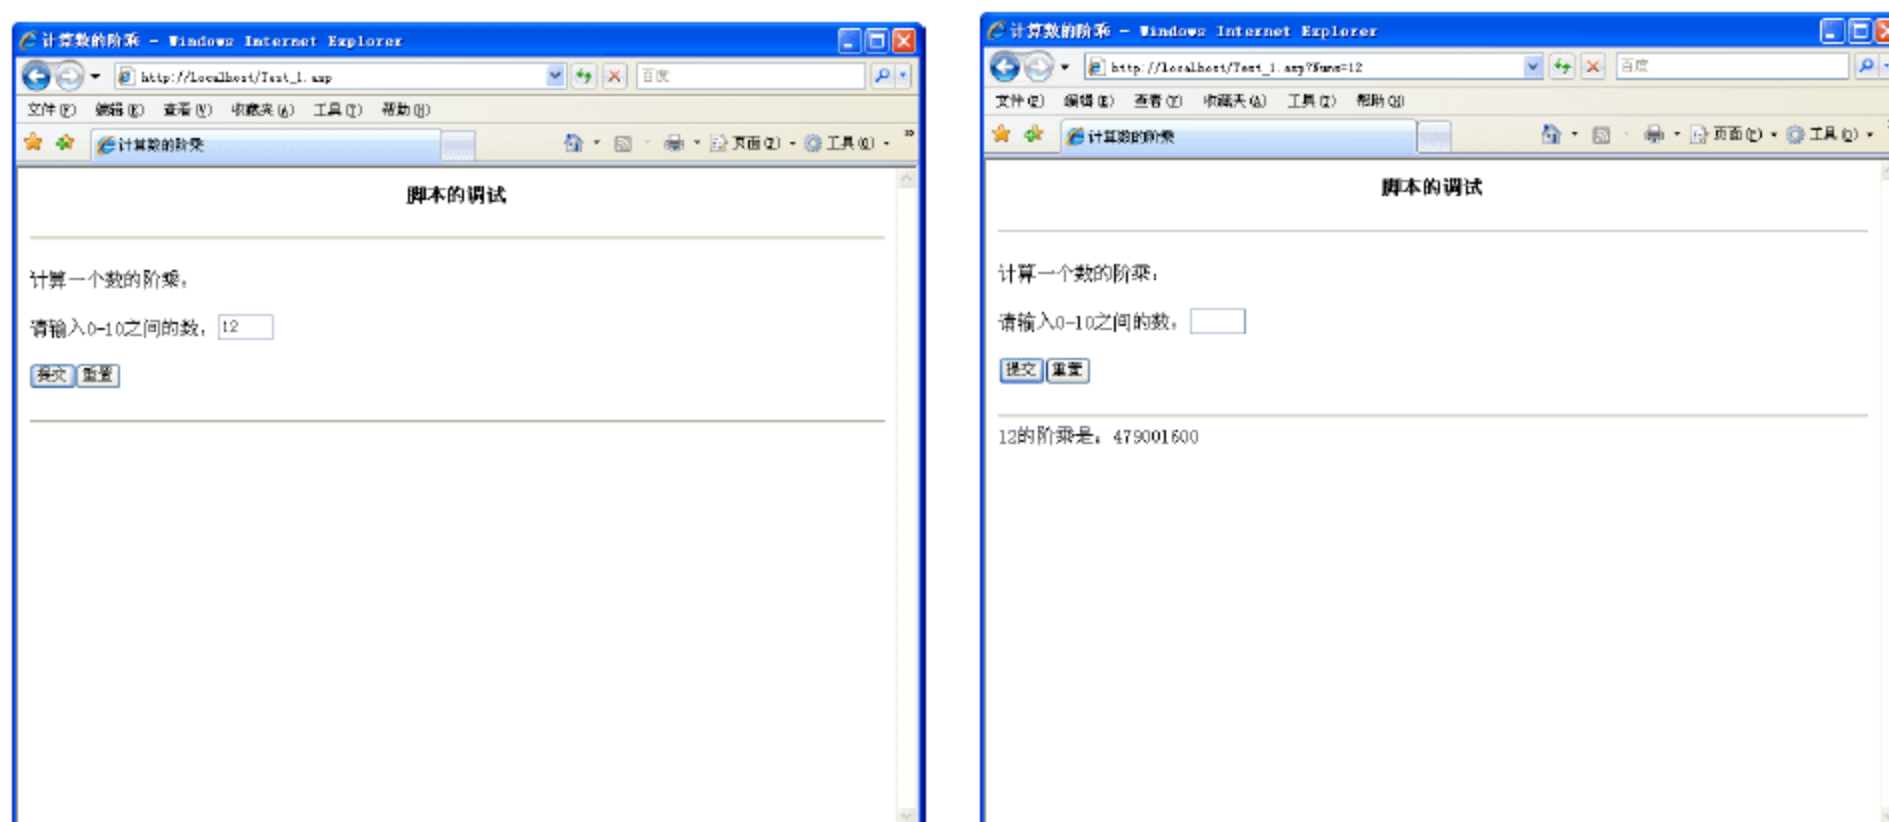 计算数的阶乘 - Windows Internet Explorer
http://localhost/Test_1.asp
百度
文件(F) 编辑(E) 查看(V) 收藏夹(A) 工具(T) 帮助(H)
计算数的阶乘
页面(P) 工具(O)
脚本的调试
计算一个数的阶乘:
请输入0-10之间的数: 12
提交 重置
计算数的阶乘 - Windows Internet Explorer
http://localhost/Test_1.asp?Nums=12
百度
文件(F) 编辑(E) 查看(V) 收藏夹(A) 工具(T) 帮助(H)
计算数的阶乘
页面(P) 工具(O)
脚本的调试
计算一个数的阶乘:
请输入0-10之间的数:
提交 重置
12的阶乘是: 479001600